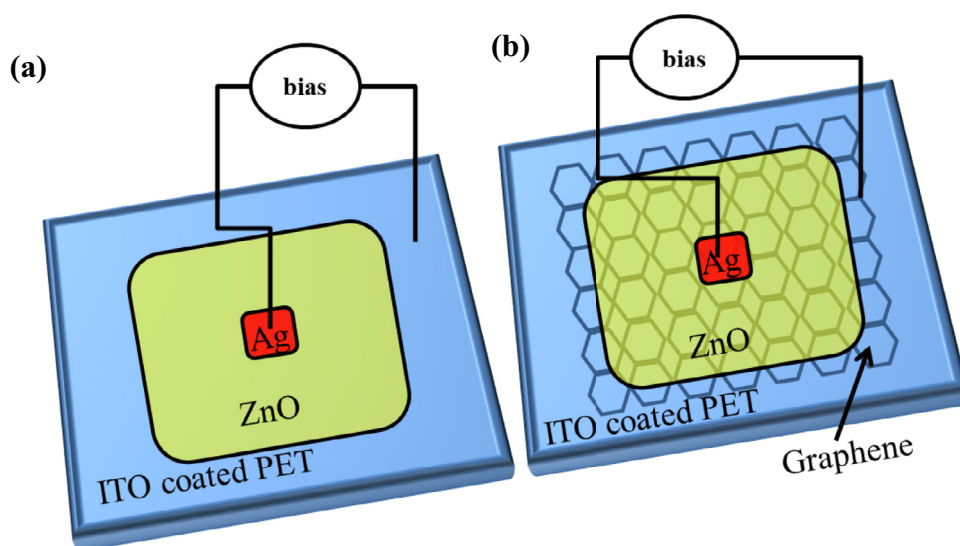 (a)
bias
Ag
ZnO
ITO coated PET
(b)
bias
Ag
ZnO
ITO coated PET
Graphene